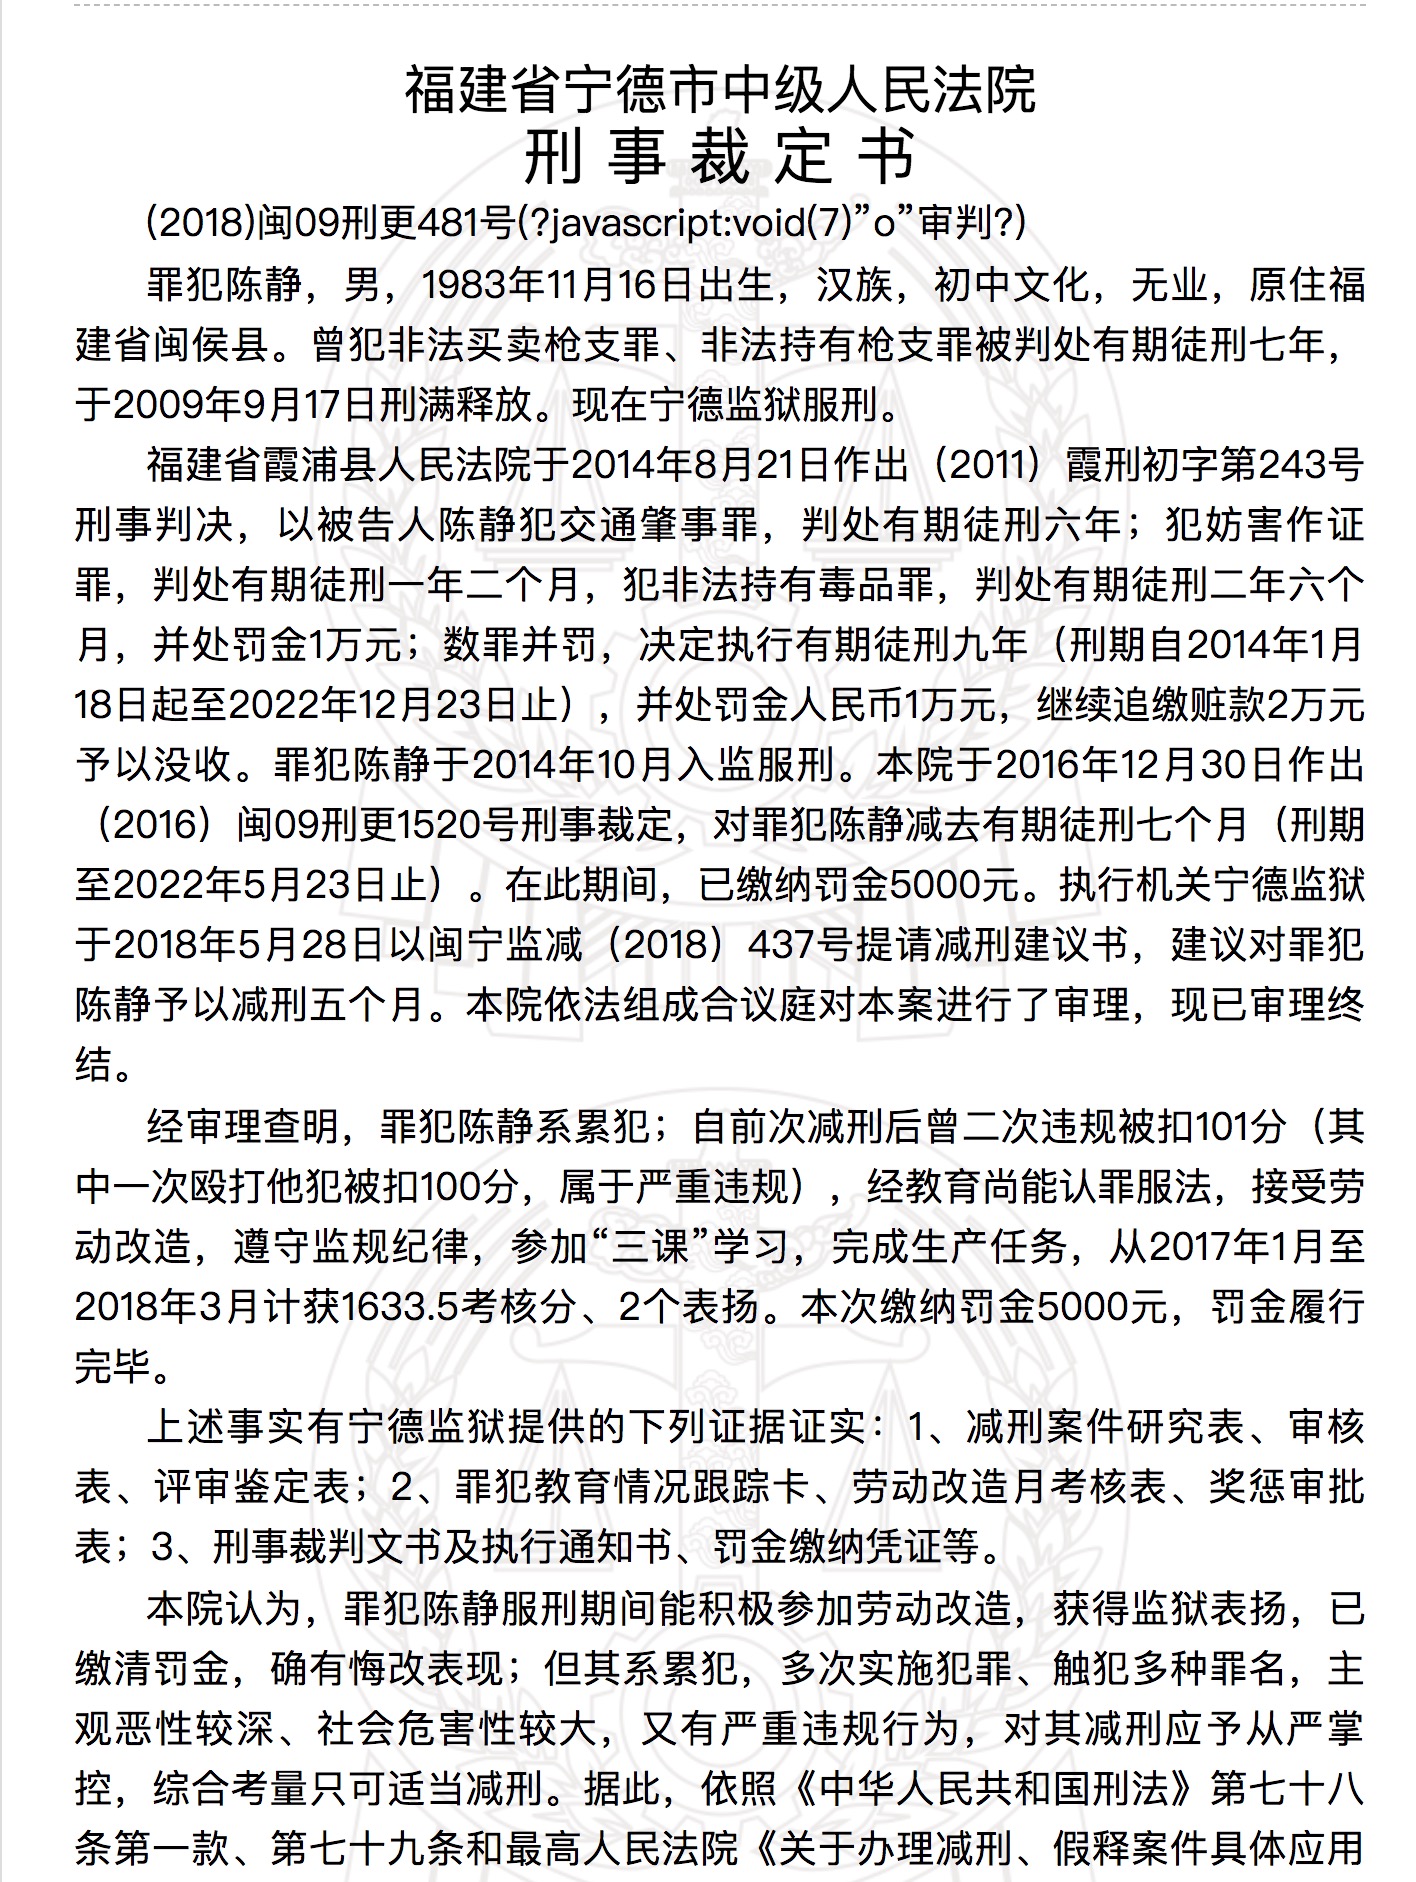 福建省宁德市中级人民法院
刑事裁定书
(2018)闽09刑更481号(?javascript:void(7)”o”审判?)
罪犯陈静，男，1983年11月16日出生，汉族，初中文化，无业，原住福
建省闽侯县。曾犯非法买卖枪支罪、非法持有枪支罪被判处有期徒刑七年，
于2009年9月17日刑满释放。现在宁德监狱服刑。
福建省霞浦县人民法院于2014年8月21日作出（2011）霞刑初字第243号
刑事判决，以被告人陈静犯交通肇事罪，判处有期徒刑六年；犯妨害作证
罪，判处有期徒刑一年二个月，犯非法持有毒品罪，判处有期徒刑二年六个
月，并处罚金1万元；数罪并罚，决定执行有期徒刑九年（刑期自2014年1月
18日起至2022年12月23日止），并处罚金人民币1万元，继续追缴赃款2万元
予以没收。罪犯陈静于2014年10月入监服刑。本院于2016年12月30日作出
（2016）闽09刑更1520号刑事裁定，对罪犯陈静减去有期徒刑七个月（刑期
至2022年5月23日止）。在此期间，已缴纳罚金5000元。执行机关宁德监狱
于2018年5月28日以闽宁监减（2018）437号提请减刑建议书，建议对罪犯
陈静予以减刑五个月。本院依法组成合议庭对本案进行了审理，现已审理终
结。
经审理查明，罪犯陈静系累犯；自前次减刑后曾二次违规被扣101分（其
中一次殴打他犯被扣100分，属于严重违规），经教育尚能认罪服法，接受劳
动改造，遵守监规纪律，参加“三课”学习，完成生产任务，从2017年1月至
2018年3月计获1633.5考核分、2个表扬。本次缴纳罚金5000元，罚金履行
完毕。
上述事实有宁德监狱提供的下列证据证实：1、减刑案件研究表、审核
表、评审鉴定表；2、罪犯教育情况跟踪卡、劳动改造月考核表、奖惩审批
表；3、刑事裁判文书及执行通知书、罚金缴纳凭证等。
本院认为，罪犯陈静服刑期间能积极参加劳动改造，获得监狱表扬，已
缴清罚金，确有悔改表现；但其系累犯，多次实施犯罪、触犯多种罪名，主
观恶性较深、社会危害性较大，又有严重违规行为，对其减刑应予从严掌
控，综合考量只可适当减刑。据此，依照《中华人民共和国刑法》第七十八
条第一款、第七十九条和最高人民法院《关于办理减刑、假释案件具体应用